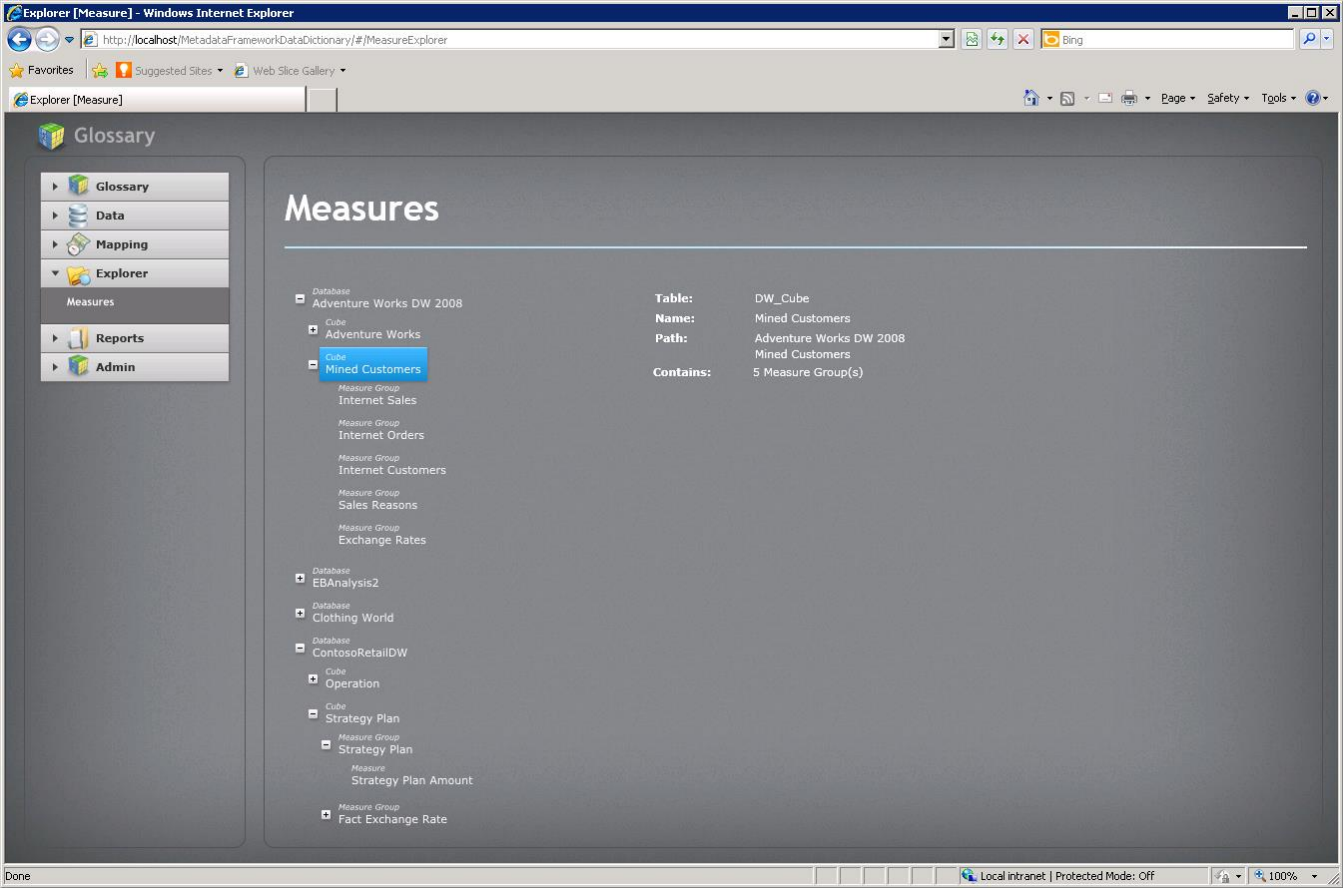 Explorer [Measure] - Windows Internet Explorer
http://localhost/MetadataFrameworkDataDictionary/#/MeasureExplorer
Bing
Favorites Suggested Sites Web Slice Gallery
Explorer [Measure]
Page Safety Tools
Glossary
Glossary
Data
Mapping
Explorer
Measures
Reports
Admin
Measures
Database
Adventure Works DW 2008
Cube
Adventure Works
Cube
Mined Customers
Measure Group
Internet Sales
Measure Group
Internet Orders
Measure Group
Internet Customers
Measure Group
Sales Reasons
Measure Group
Exchange Rates
Database
EBAnalysis2
Database
Clothing World
Database
ContosoRetailDW
Cube
Operation
Cube
Strategy Plan
Measure Group
Strategy Plan
Measure
Strategy Plan Amount
Measure Group
Fact Exchange Rate
Table: DW_Cube
Name: Mined Customers
Path: Adventure Works DW 2008
Mined Customers
Contains: 5 Measure Group(s)
Done
Local intranet | Protected Mode: Off
100%